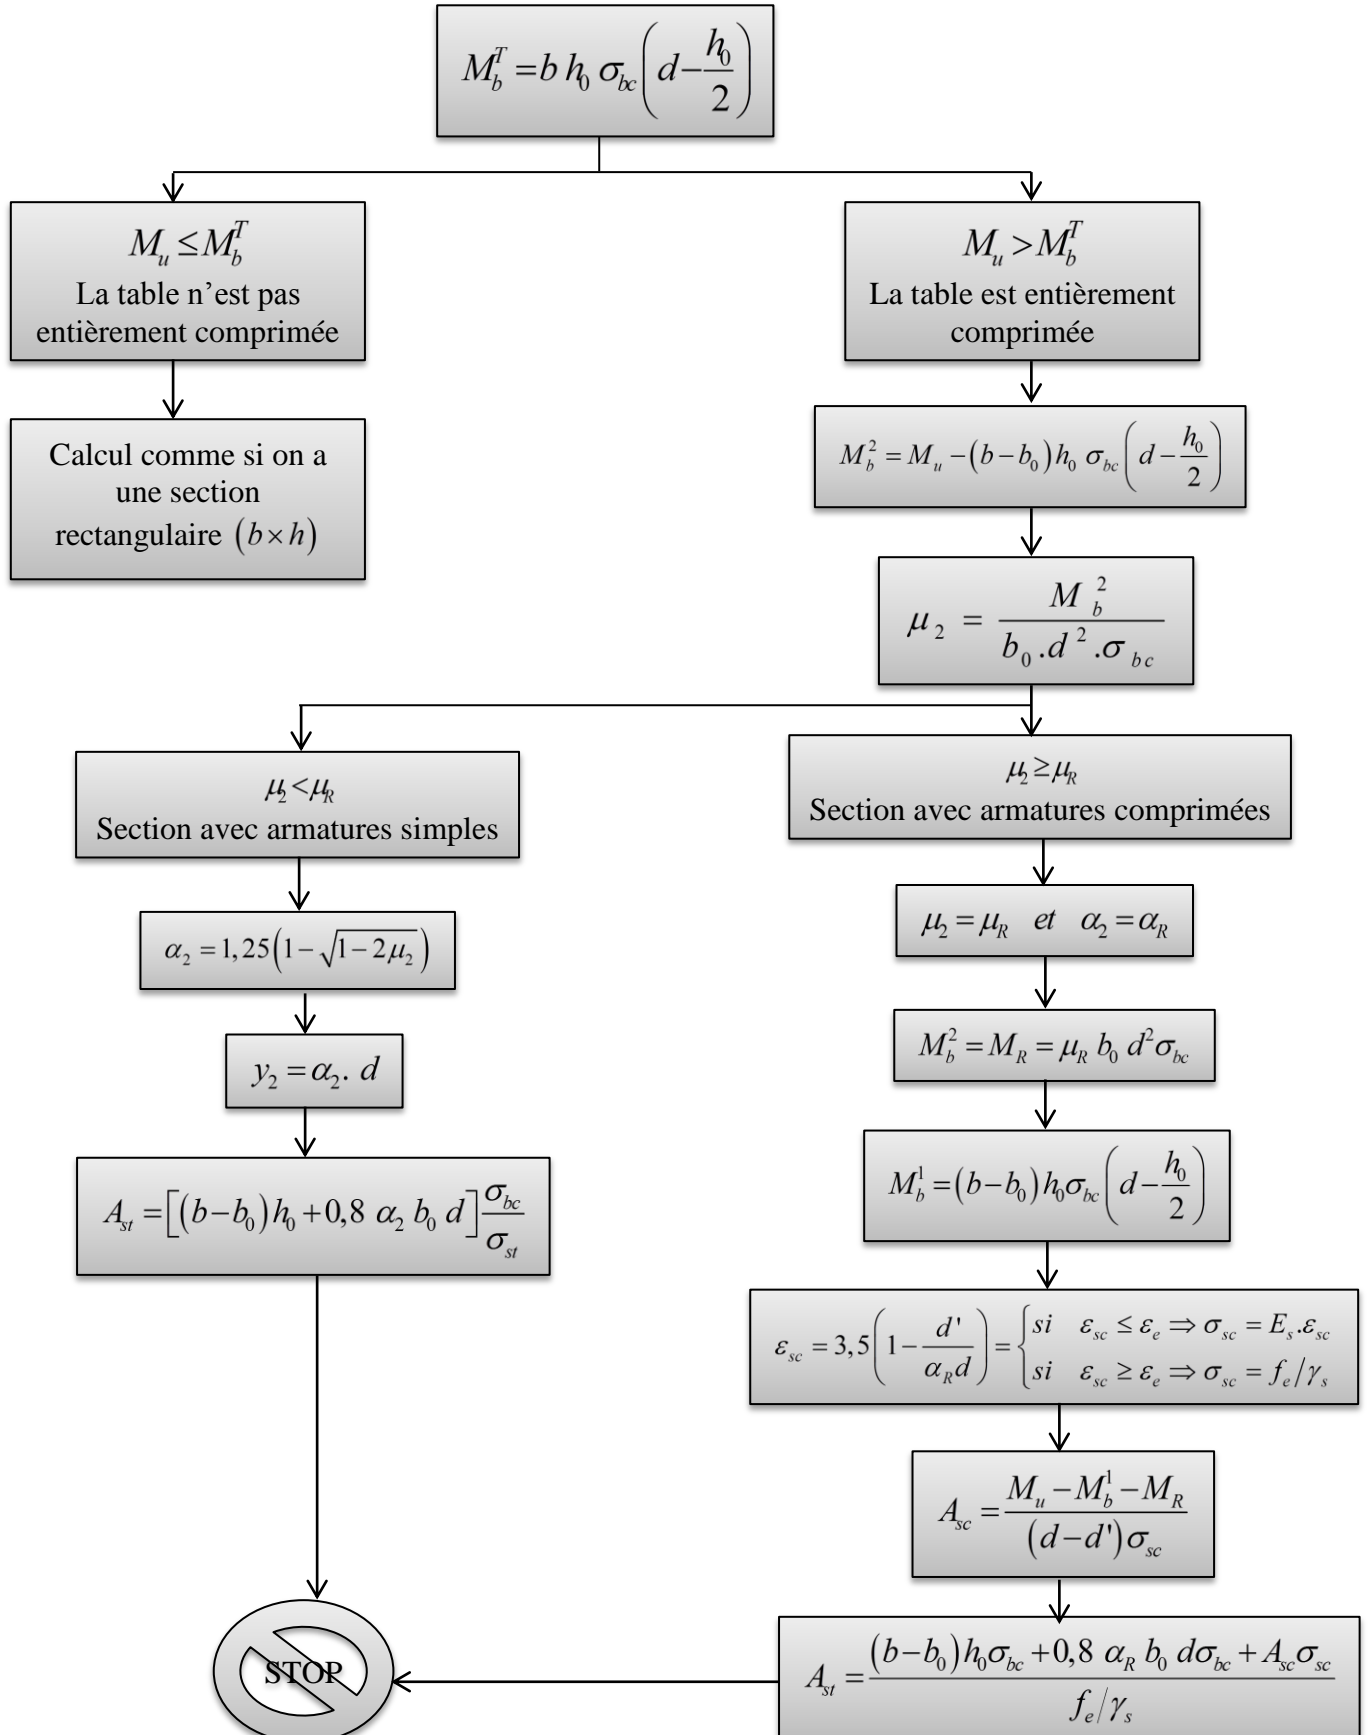 M_b^T = b h_0 σ_bc (d − h_0/2)
M_u ≤ M_b^T
La table n’est pas
entièrement comprimée
M_u > M_b^T
La table est entièrement
comprimée
Calcul comme si on a
une section
rectangulaire (b × h)
M_b^2 = M_u − (b − b_0) h_0 σ_bc (d − h_0/2)
μ_2 = M_b^2 / (b_0 . d^2 . σ_bc)
μ_2 < μ_R
Section avec armatures simples
μ_2 ≥ μ_R
Section avec armatures comprimées
α_2 = 1,25 (1 − √(1 − 2μ_2))
y_2 = α_2 . d
A_st = [(b − b_0) h_0 + 0,8 α_2 b_0 d] σ_bc/σ_st
μ_2 = μ_R et α_2 = α_R
M_b^2 = M_R = μ_R b_0 d^2 σ_bc
M_b^1 = (b − b_0) h_0 σ_bc (d − h_0/2)
ε_sc = 3,5 (1 − d'/(α_R d)) = { si ε_sc ≤ ε_e ⇒ σ_sc = E_s . ε_sc
si ε_sc ≥ ε_e ⇒ σ_sc = f_e/γ_s
A_sc = (M_u − M_b^1 − M_R) / ((d − d') σ_sc)
A_st = ((b − b_0) h_0 σ_bc + 0,8 α_R b_0 d σ_bc + A_sc σ_sc) / (f_e/γ_s)
STOP